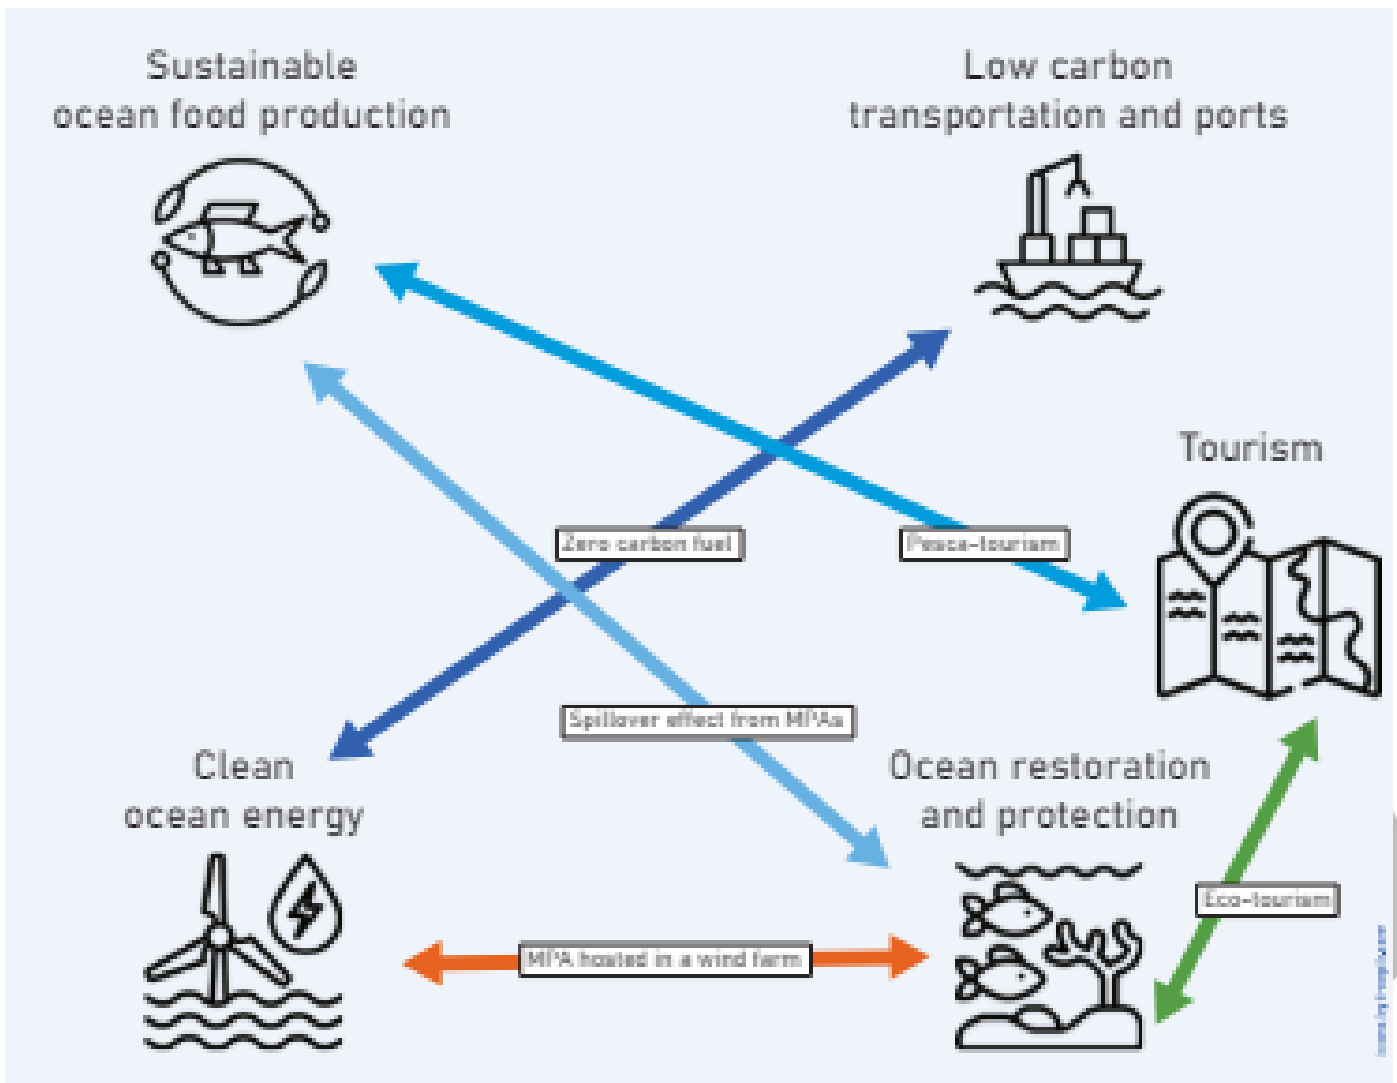 Sustainable
ocean food production
Low carbon
transportation and ports
Tourism
Zero carbon fuel
Pesca-tourism
Spillover effect from MPAs
Clean
ocean energy
Ocean restoration
and protection
Eco-tourism
MPA hosted in a wind farm